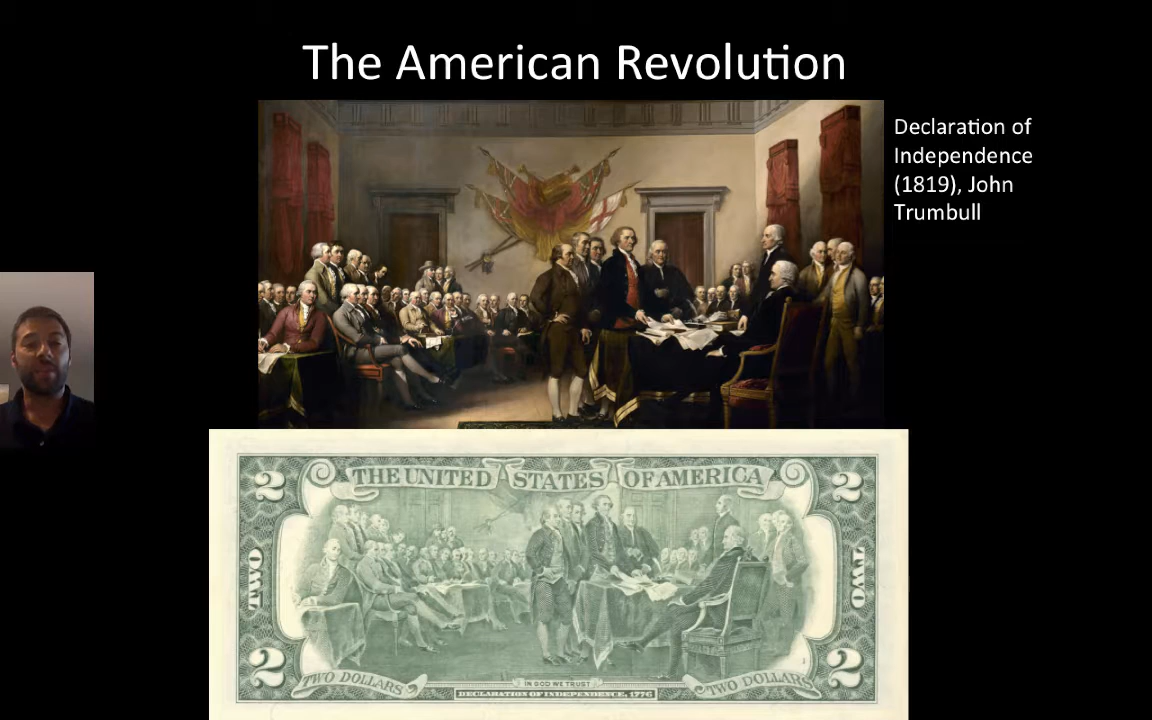 The American Revolution
Declaration of
Independence
(1819), John
Trumbull
2 THE UNITED STATES OF AMERICA 2
TWO TWO
2 2
TWO DOLLARS IN GOD WE TRUST TWO DOLLARS
DECLARATION OF INDEPENDENCE, 1776